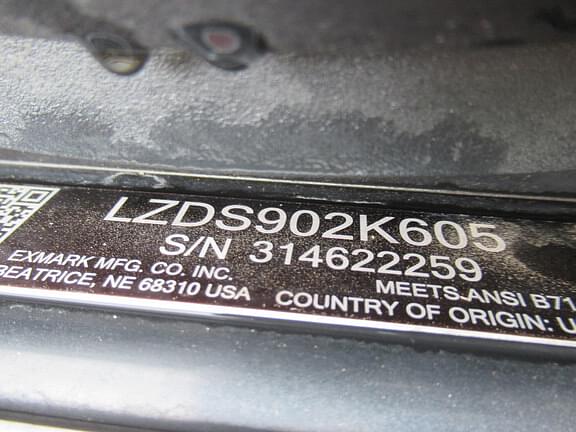 LZDS902K605
S/N 314622259
EXMARK MFG. CO. INC.
MEETS ANSI B71.
BEATRICE, NE 68310 USA
COUNTRY OF ORIGIN: U